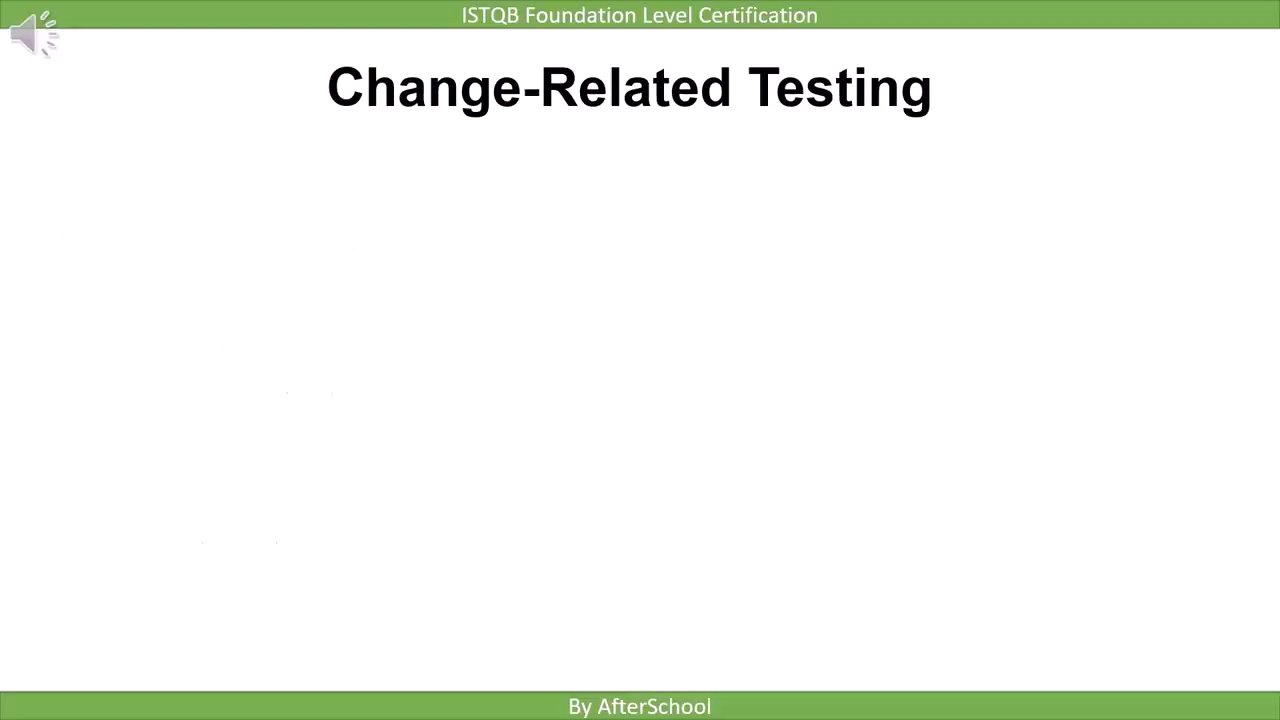 ISTQB Foundation Level Certification
Change-Related Testing
By AfterSchool